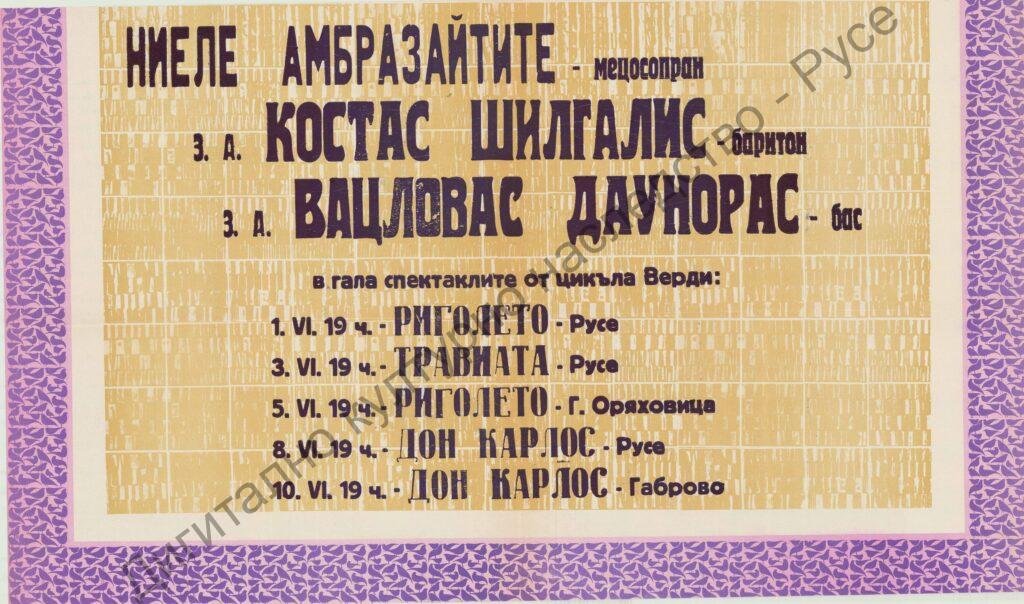 НИЕЛЕ АМБРАЗАЙТИТЕ - мецосопран
З. А. КОСТАС ШИЛГАЛИС - баритон
З. А. ВАЦЛОВАС ДАУНОРАС - бас
в гала спектаклите от цикъла Верди:
1. VI. 19 ч. - РИГОЛЕТО - Русе
3. VI. 19 ч. - ТРАВИАТА - Русе
5. VI. 19 ч. - РИГОЛЕТО - Г. Оряховица
8. VI. 19 ч. - ДОН КАРЛОС - Русе
10. VI. 19 ч. - ДОН КАРЛОС - Габрово
Дигитално културно наследство - Русе